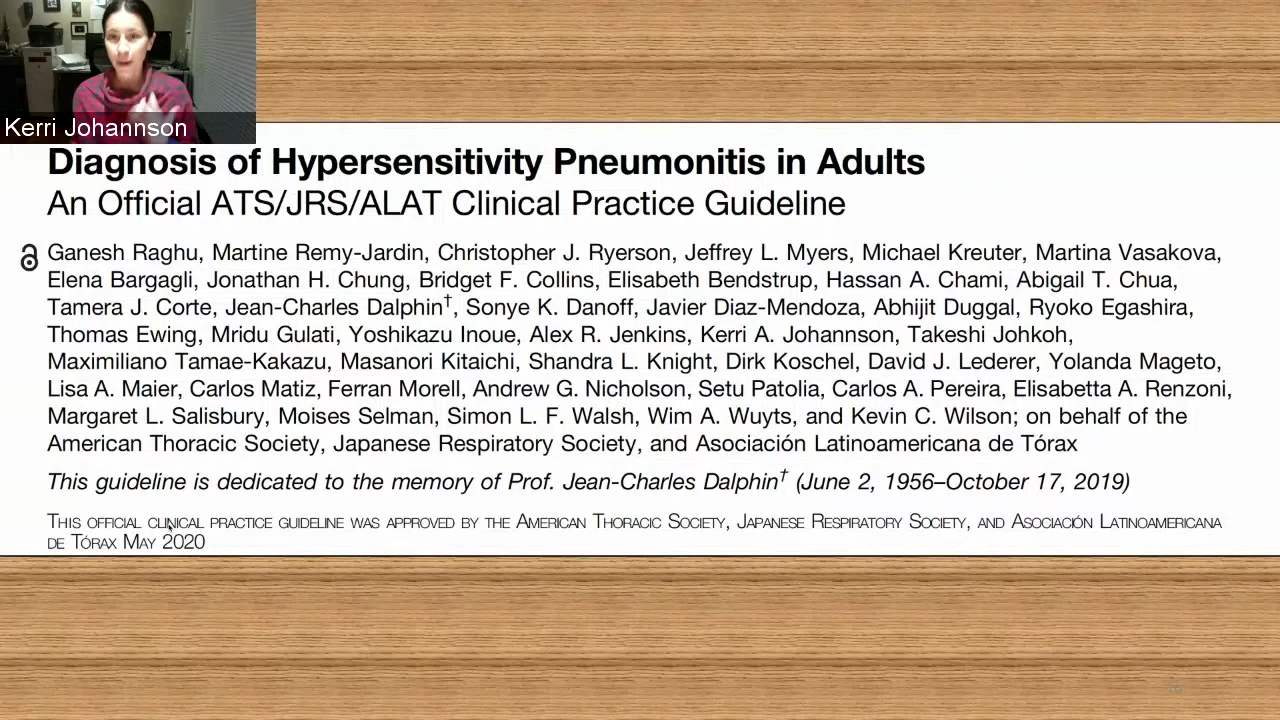 Kerri Johannson
Diagnosis of Hypersensitivity Pneumonitis in Adults
An Official ATS/JRS/ALAT Clinical Practice Guideline
Ganesh Raghu, Martine Remy-Jardin, Christopher J. Ryerson, Jeffrey L. Myers, Michael Kreuter, Martina Vasakova,
Elena Bargagli, Jonathan H. Chung, Bridget F. Collins, Elisabeth Bendstrup, Hassan A. Chami, Abigail T. Chua,
Tamera J. Corte, Jean-Charles Dalphin†, Sonye K. Danoff, Javier Diaz-Mendoza, Abhijit Duggal, Ryoko Egashira,
Thomas Ewing, Mridu Gulati, Yoshikazu Inoue, Alex R. Jenkins, Kerri A. Johannson, Takeshi Johkoh,
Maximiliano Tamae-Kakazu, Masanori Kitaichi, Shandra L. Knight, Dirk Koschel, David J. Lederer, Yolanda Mageto,
Lisa A. Maier, Carlos Matiz, Ferran Morell, Andrew G. Nicholson, Setu Patolia, Carlos A. Pereira, Elisabetta A. Renzoni,
Margaret L. Salisbury, Moises Selman, Simon L. F. Walsh, Wim A. Wuyts, and Kevin C. Wilson; on behalf of the
American Thoracic Society, Japanese Respiratory Society, and Asociación Latinoamericana de Tórax
This guideline is dedicated to the memory of Prof. Jean-Charles Dalphin† (June 2, 1956–October 17, 2019)
THIS OFFICIAL CLINICAL PRACTICE GUIDELINE WAS APPROVED BY THE AMERICAN THORACIC SOCIETY, JAPANESE RESPIRATORY SOCIETY, AND ASOCIACIÓN LATINOAMERICANA
DE TÓRAX MAY 2020